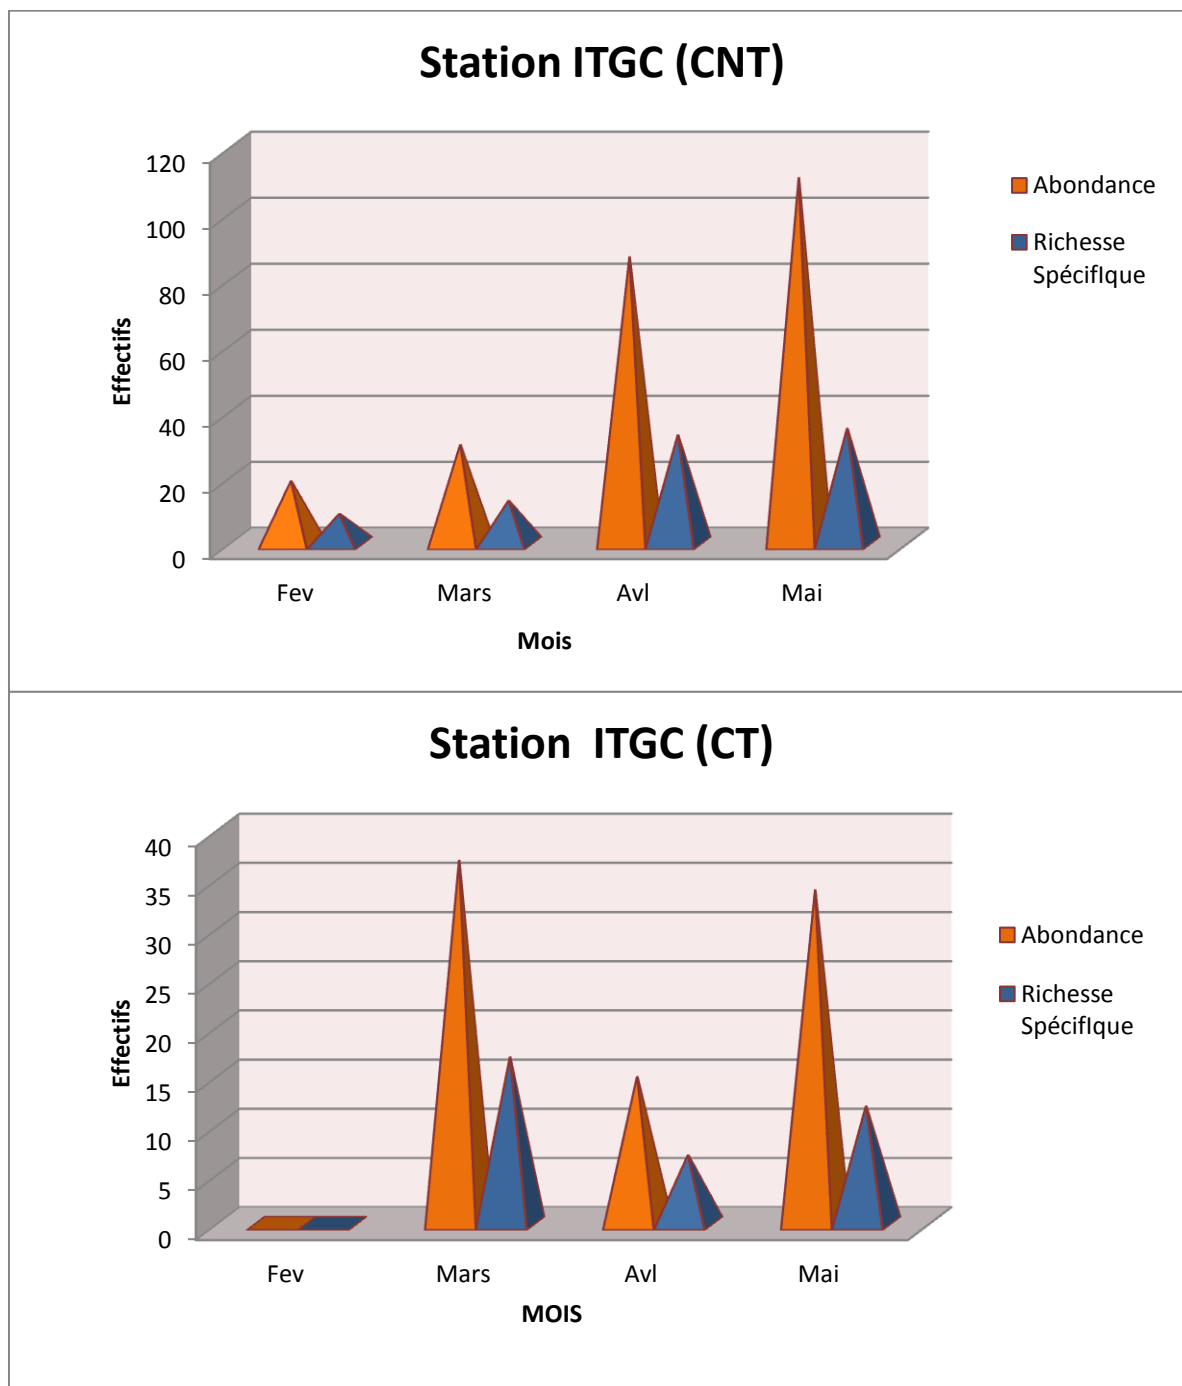 Station ITGC (CNT)
120
100
80
60
40
20
0
Effectifs
Fev Mars Avl Mai
Mois
Abondance
Richesse
SpécifIque
Station  ITGC (CT)
40
35
30
25
20
15
10
5
0
Effectifs
Fev Mars Avl Mai
MOIS
Abondance
Richesse
SpécifIque